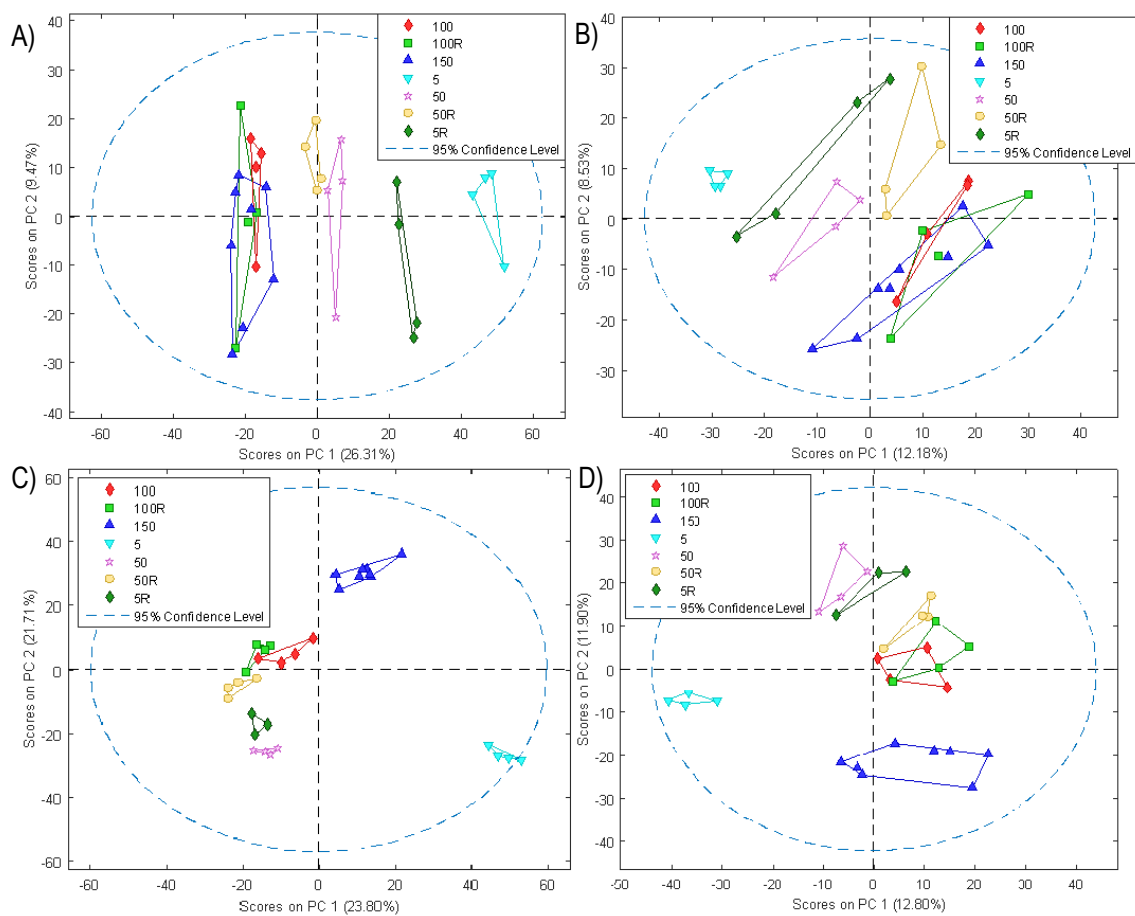 A)
40
30
20
10
0
-10
-20
-30
-40
-60
-40
-20
0
20
40
60
Scores on PC 2 (9.47%)
Scores on PC 1 (26.31%)
100
100R
150
5
50
50R
5R
95% Confidence Level
B)
40
30
20
10
0
-10
-20
-30
-40
-30
-20
-10
0
10
20
30
40
Scores on PC 2 (8.53%)
Scores on PC 1 (12.18%)
100
100R
150
5
50
50R
5R
95% Confidence Level
C)
60
40
20
0
-20
-40
-60
-60
-40
-20
0
20
40
60
Scores on PC 2 (21.71%)
Scores on PC 1 (23.80%)
100
100R
150
5
50
50R
5R
95% Confidence Level
D)
40
30
20
10
0
-10
-20
-30
-40
-50
-40
-30
-20
-10
0
10
20
30
40
Scores on PC 2 (11.90%)
Scores on PC 1 (12.80%)
100
100R
150
5
50
50R
5R
95% Confidence Level